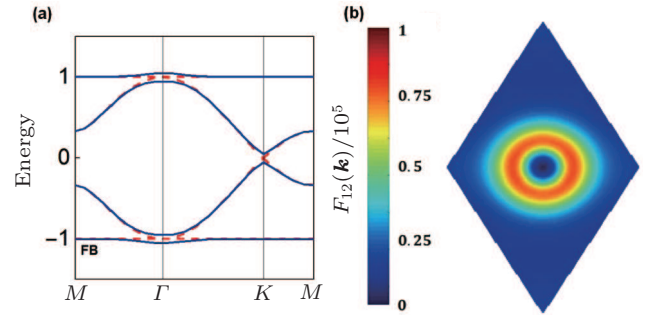 (a)
Energy
1
0
−1
FB
M Γ K M
(b)
F12(k)/10^5
1
0.75
0.5
0.25
0